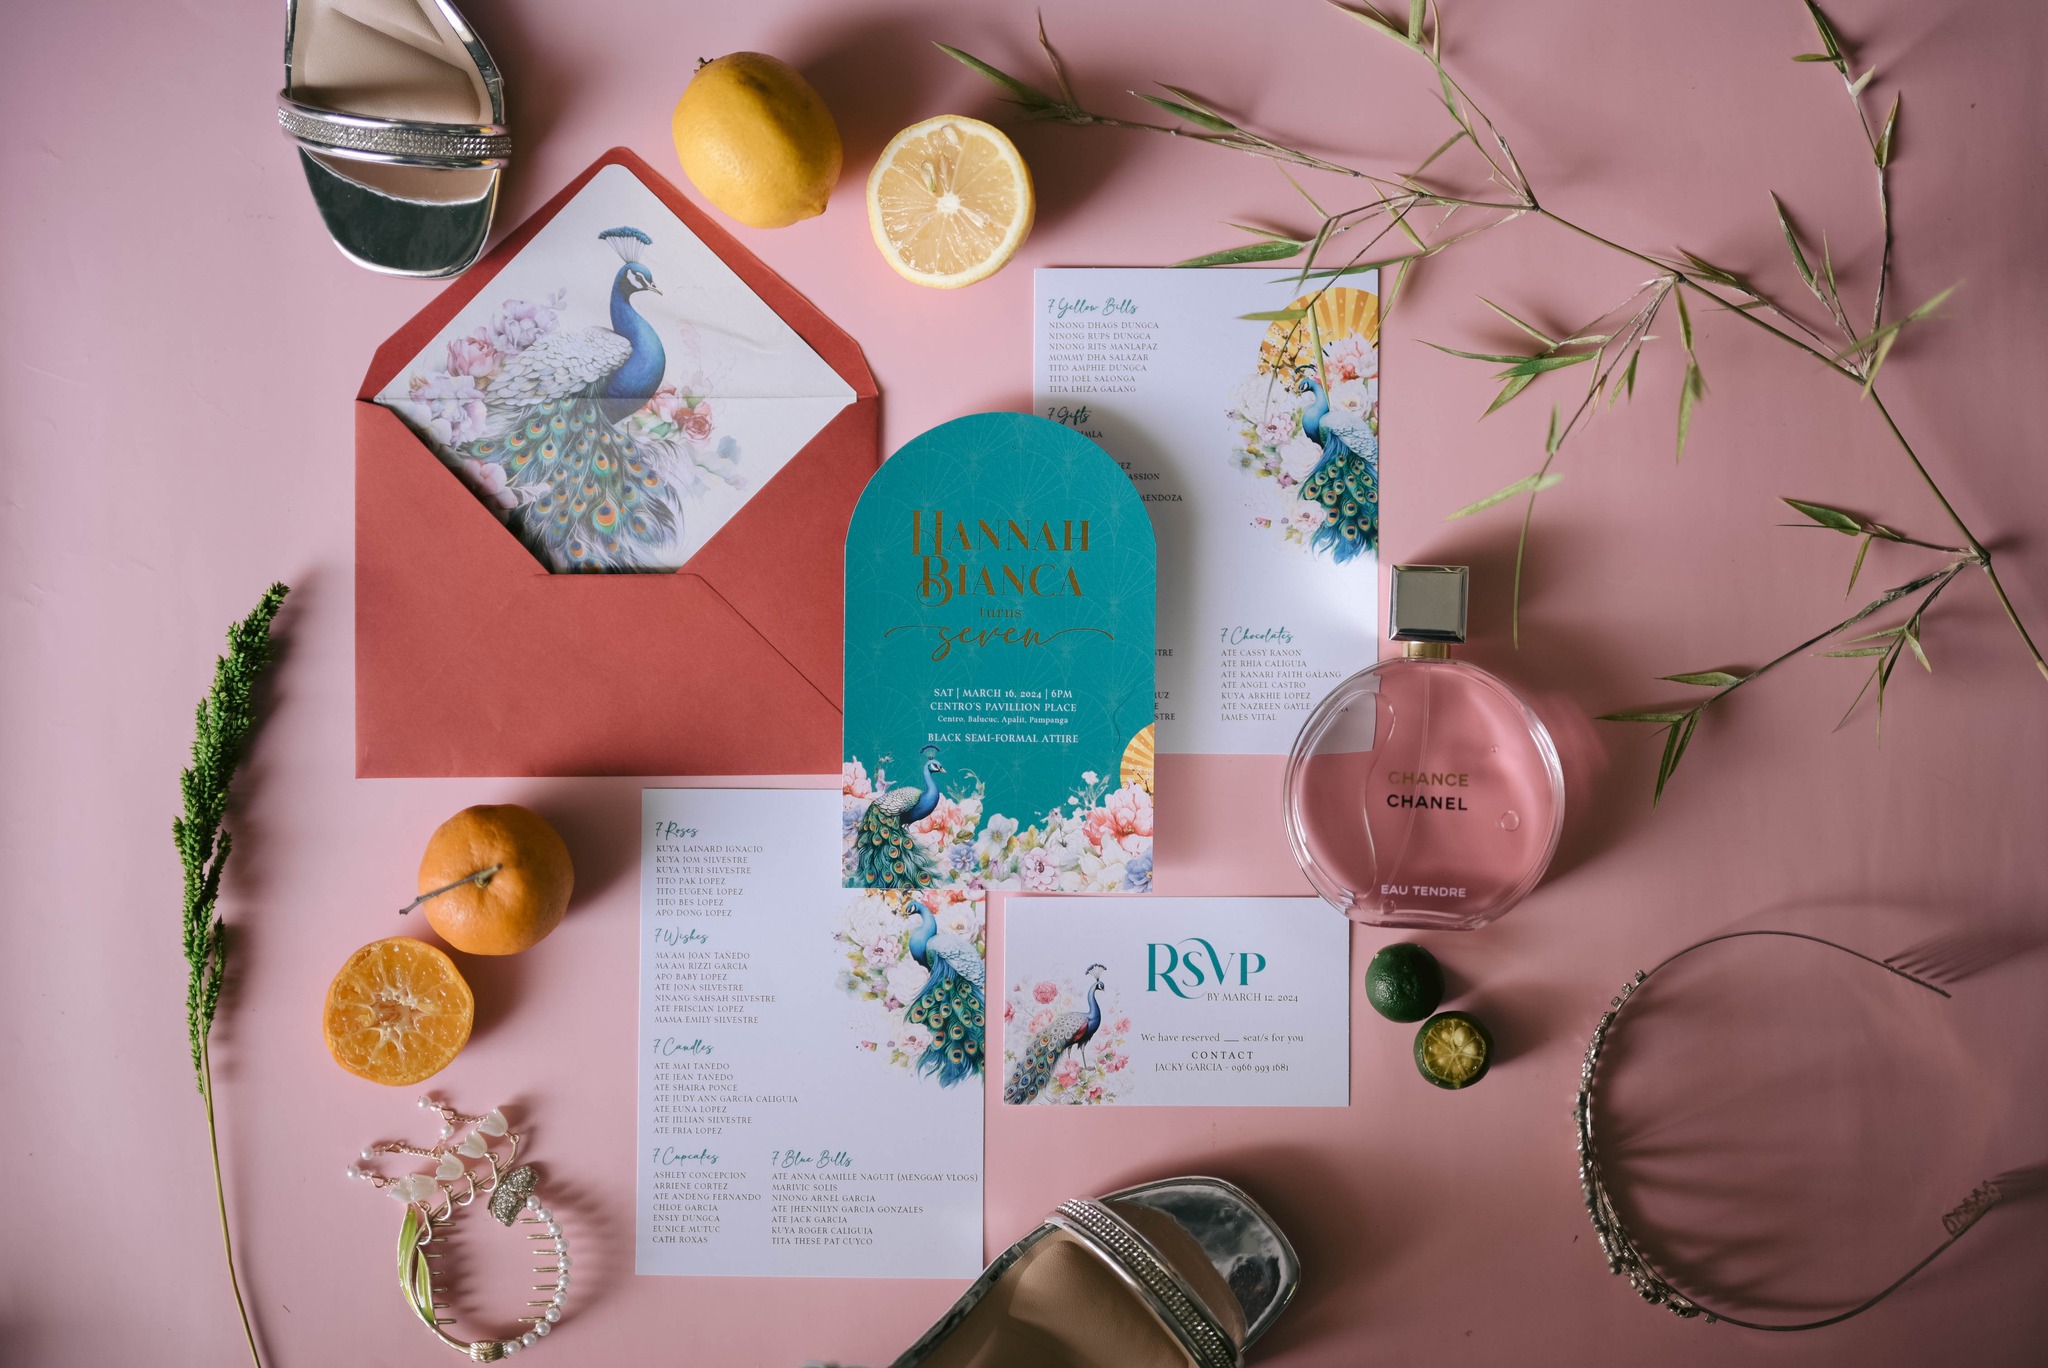 7 Yellow Bills
NINONG DHAGS DUNGCA
NINONG RUPS DUNGCA
NINONG RITS MANLAPAZ
MOMMY DHA SALAZAR
TITO AMPHIE DUNGCA
TITO JOEL SALONGA
TITA LHIZA GALANG
7 Gifts
MLA
EZ
ASSION
MENDOZA
STRE
RUZ
STRE
7 Chocolates
ATE CASSY RANON
ATE RHIA CALIGUIA
ATE KANARI FAITH GALANG
ATE ANGEL CASTRO
KUYA ARKHIE LOPEZ
ATE NAZREEN GAYLE
JAMES VITAL
HANNAH
BIANCA
turns
seven
SAT | MARCH 16, 2024 | 6PM
CENTRO'S PAVILLION PLACE
Centro, Balucuc, Apalit, Pampanga
BLACK SEMI-FORMAL ATTIRE
CHANCE
CHANEL
EAU TENDRE
7 Roses
KUYA LAINARD IGNACIO
KUYA JOM SILVESTRE
KUYA YURI SILVESTRE
TITO PAK LOPEZ
TITO EUGENE LOPEZ
TITO BES LOPEZ
APO DONG LOPEZ
7 Wishes
MA'AM JOAN TAÑEDO
MA'AM RIZZI GARCIA
APO BABY LOPEZ
ATE JONA SILVESTRE
NINANG SAHSAH SILVESTRE
ATE FRISCIAN LOPEZ
MAMA EMILY SILVESTRE
7 Candles
ATE MAI TANEDO
ATE JEAN TANEDO
ATE SHAIRA PONCE
ATE JUDY ANN GARCIA CALIGUIA
ATE EUNA LOPEZ
ATE JILLIAN SILVESTRE
ATE FRIA LOPEZ
7 Cupcakes
ASHLEY CONCEPCION
ARRIENE CORTEZ
ATE ANDENG FERNANDO
CHLOE GARCIA
ENSLY DUNGCA
EUNICE MUTUC
CATH ROXAS
7 Blue Bills
ATE ANNA CAMILLE NAGUIT (MENGGAY VLOGS)
MARIVIC SOLIS
NINONG ARNEL GARCIA
ATE JHENNILYN GARCIA GONZALES
ATE JACK GARCIA
KUYA ROGER CALIGUIA
TITA THESE PAT CUYCO
RSVP
BY MARCH 12, 2024
We have reserved ___ seat/s for you
CONTACT
JACKY GARCIA - 0966 993 1681